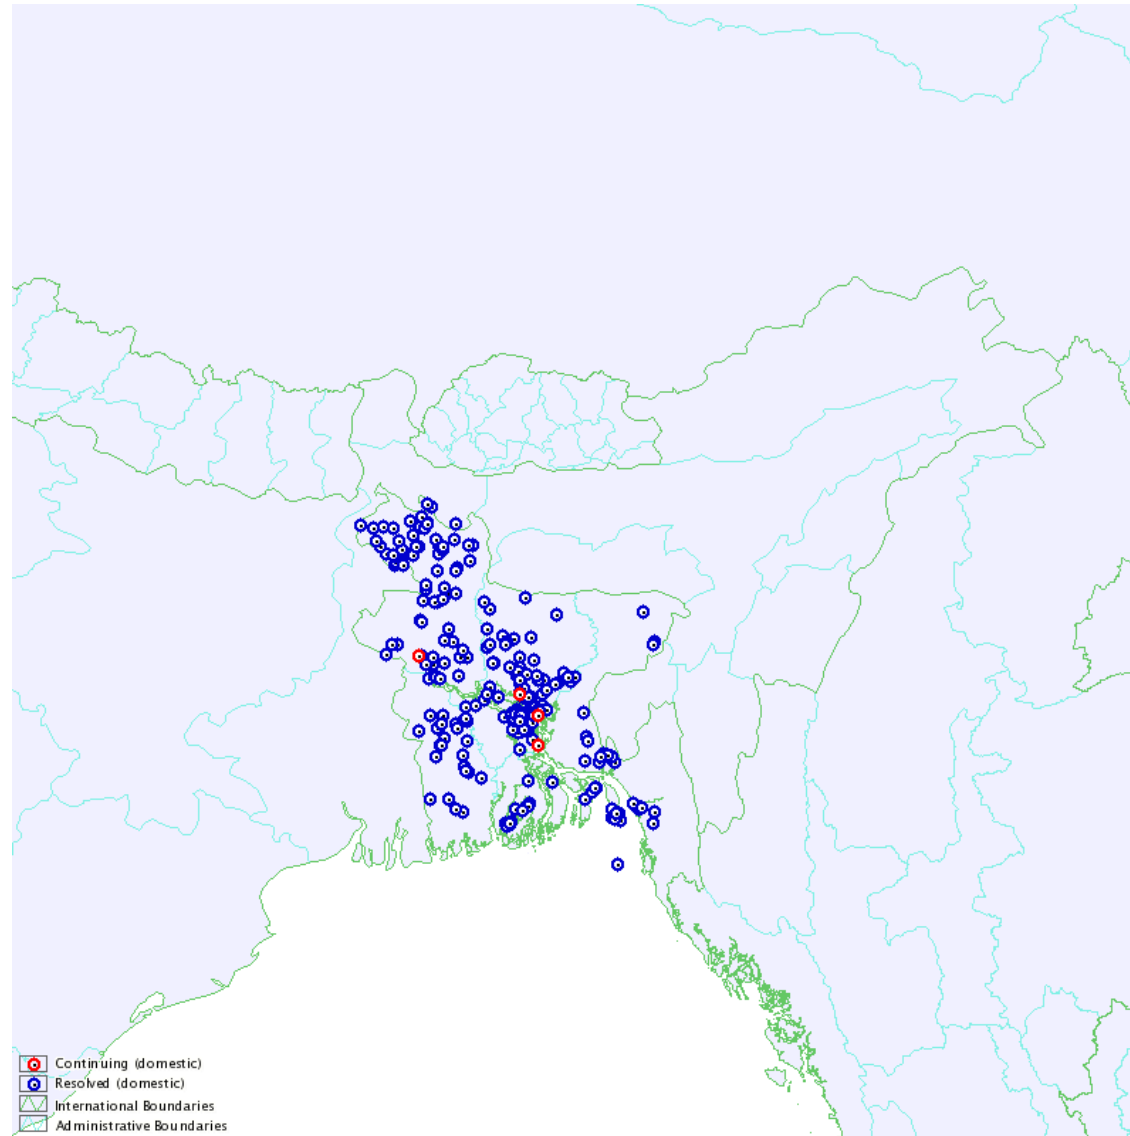 Continuing (domestic)
Resolved (domestic)
International Boundaries
Administrative Boundaries